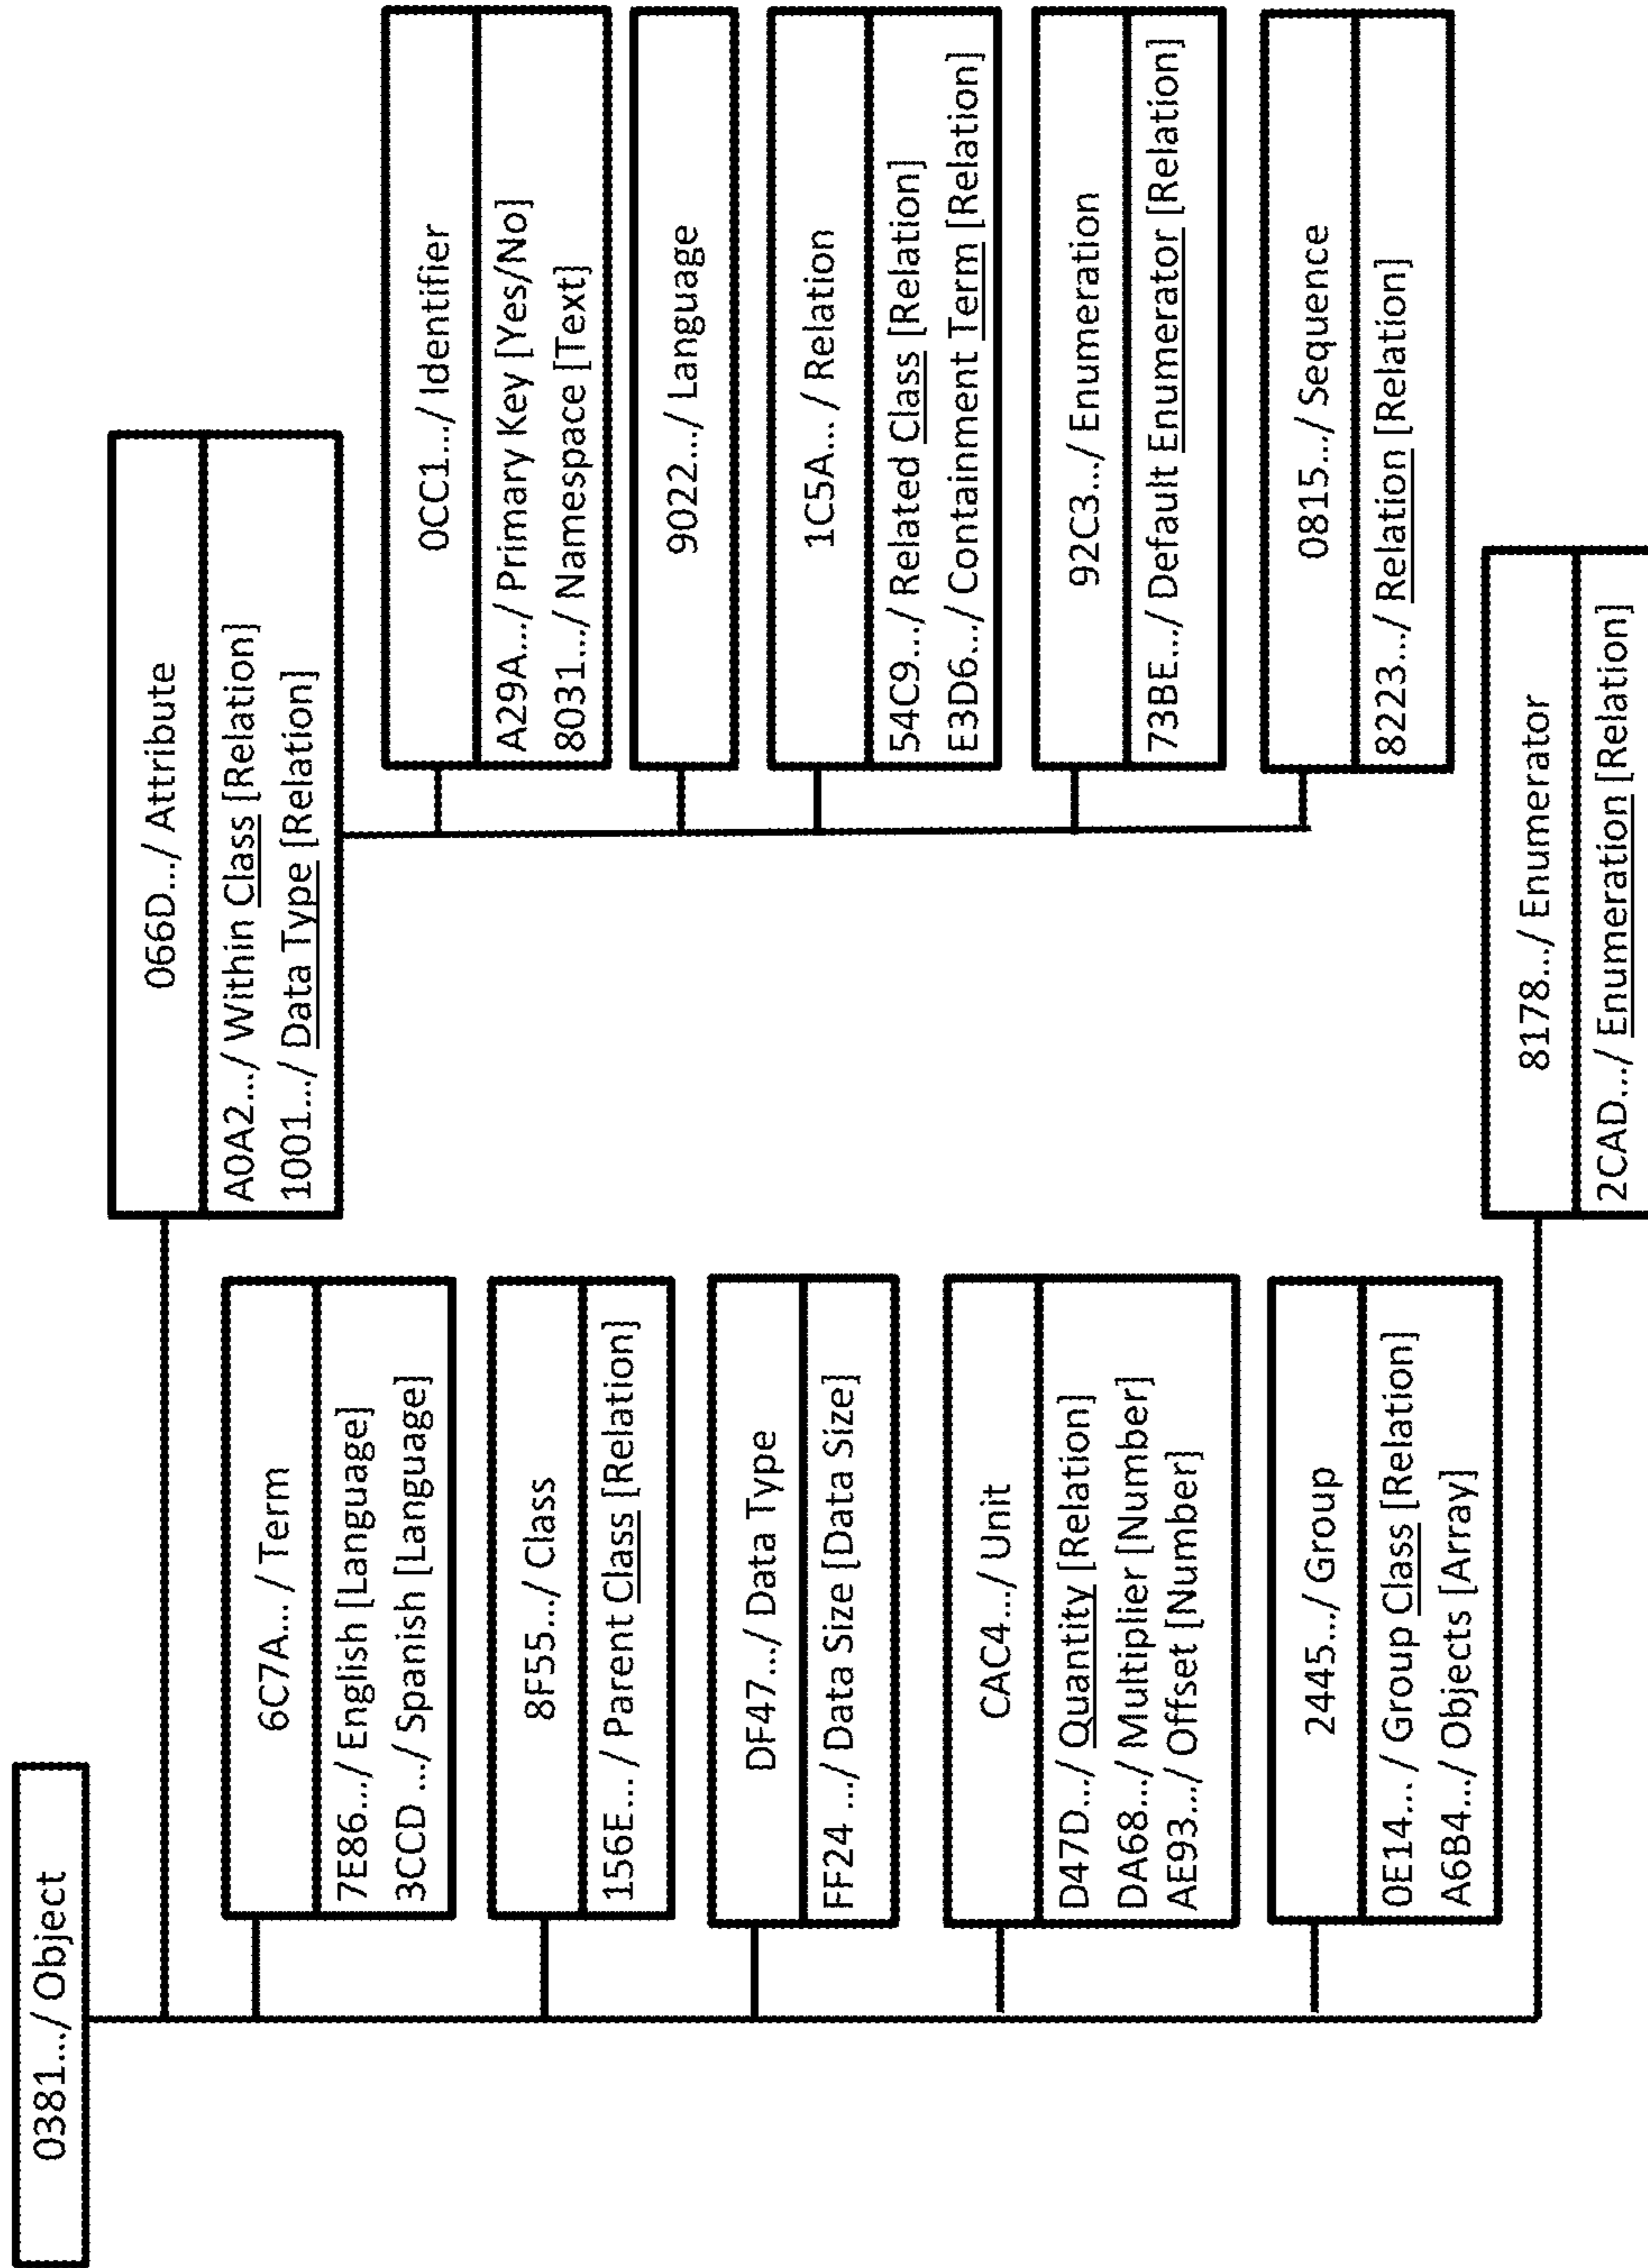 0381.../ Object
066D.../ Attribute
A0A2.../ Within Class [Relation]
1001.../ Data Type [Relation]
6C7A... / Term
7E86.../ English [Language]
3CCD .../ Spanish [Language]
8F55.../ Class
156E... / Parent Class [Relation]
DF47.../ Data Type
FF24 .../ Data Size [Data Size]
CAC4.../ Unit
D47D.../ Quantity [Relation]
DA68.../ Multiplier [Number]
AE93.../ Offset [Number]
2445.../ Group
0E14... / Group Class [Relation]
A6B4.../ Objects [Array]
0CC1.../ Identifier
A29A.../ Primary Key [Yes/No]
8031.../ Namespace [Text]
9022.../ Language
1C5A... / Relation
54C9.../ Related Class [Relation]
E3D6.../ Containment Term [Relation]
92C3.../ Enumeration
73BE.../ Default Enumerator [Relation]
0815.../ Sequence
8223.../ Relation [Relation]
8178.../ Enumerator
2CAD.../ Enumeration [Relation]